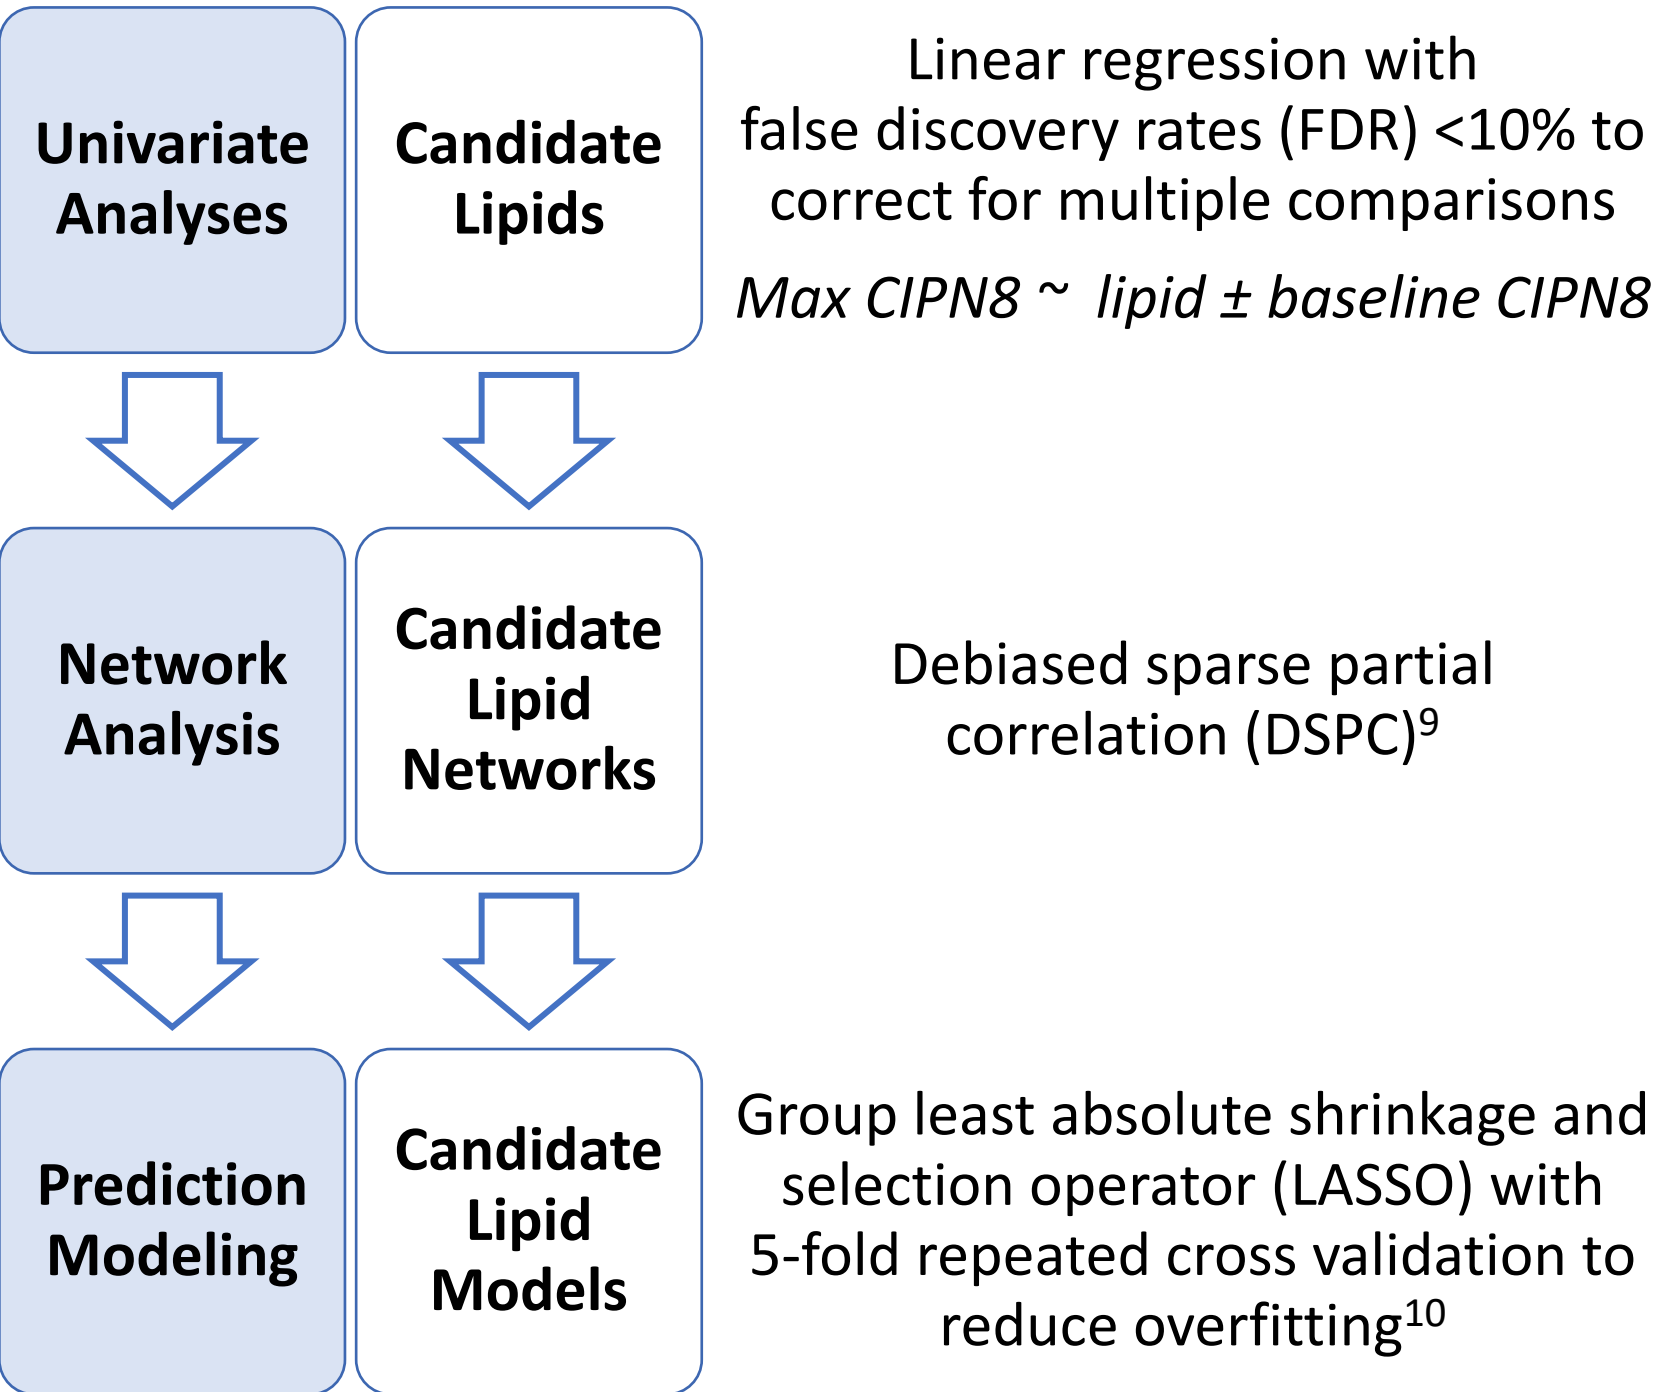 Univariate
Analyses
Candidate
Lipids
Linear regression with
false discovery rates (FDR) <10% to
correct for multiple comparisons
Max CIPN8 ~ lipid ± baseline CIPN8
Network
Analysis
Candidate
Lipid
Networks
Debiased sparse partial
correlation (DSPC)⁹
Prediction
Modeling
Candidate
Lipid
Models
Group least absolute shrinkage and
selection operator (LASSO) with
5-fold repeated cross validation to
reduce overfitting¹⁰